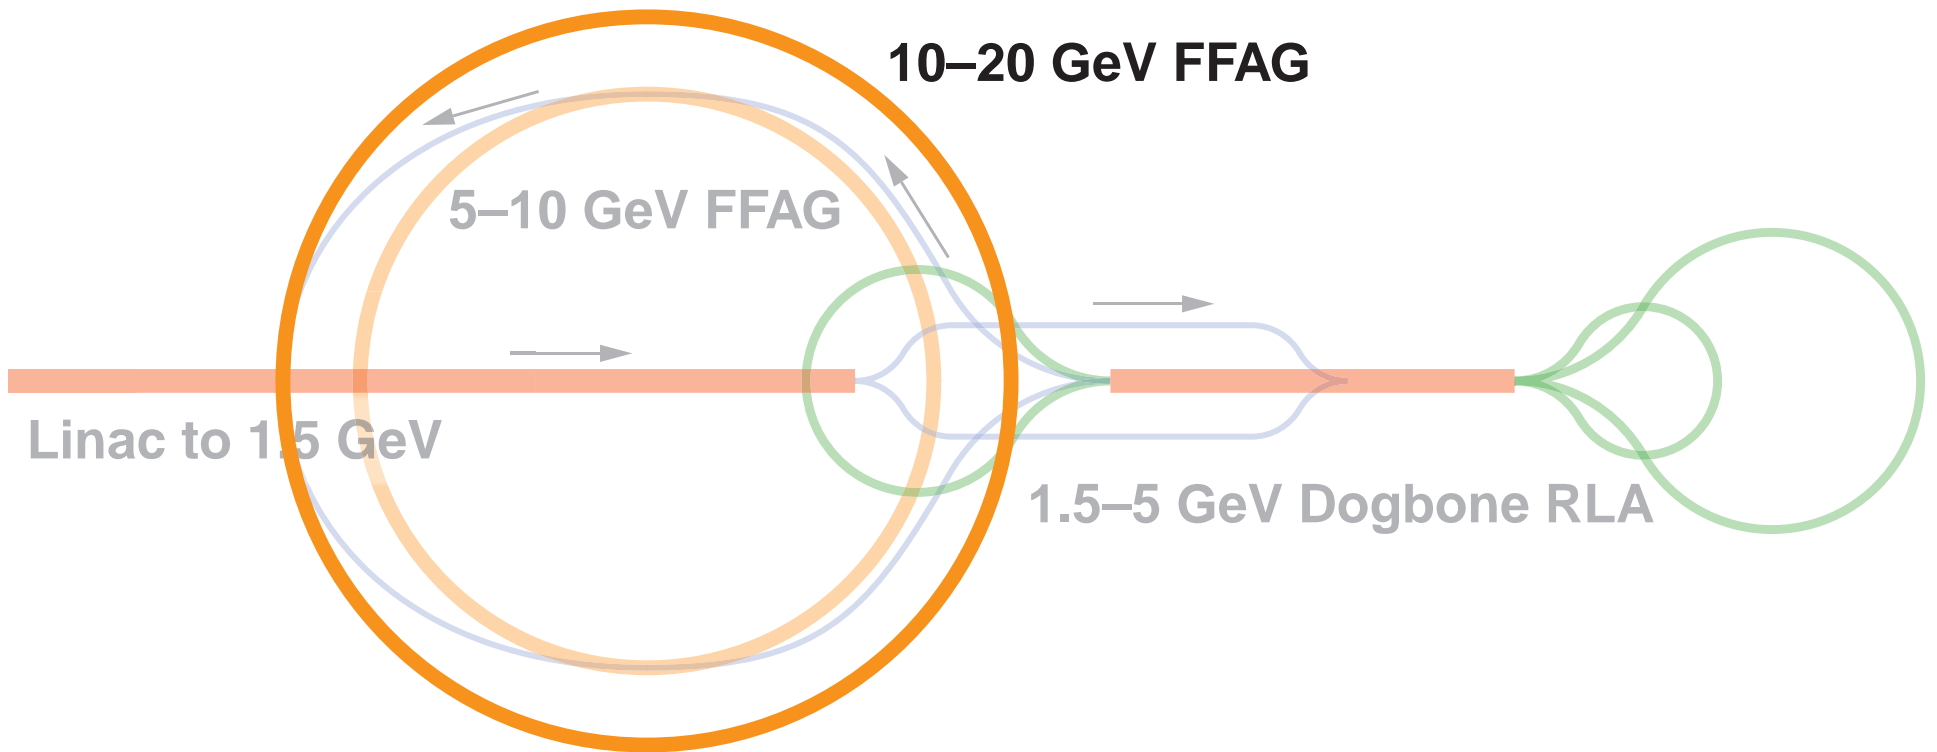 10–20 GeV FFAG
5–10 GeV FFAG
Linac to 1.5 GeV
1.5–5 GeV Dogbone RLA